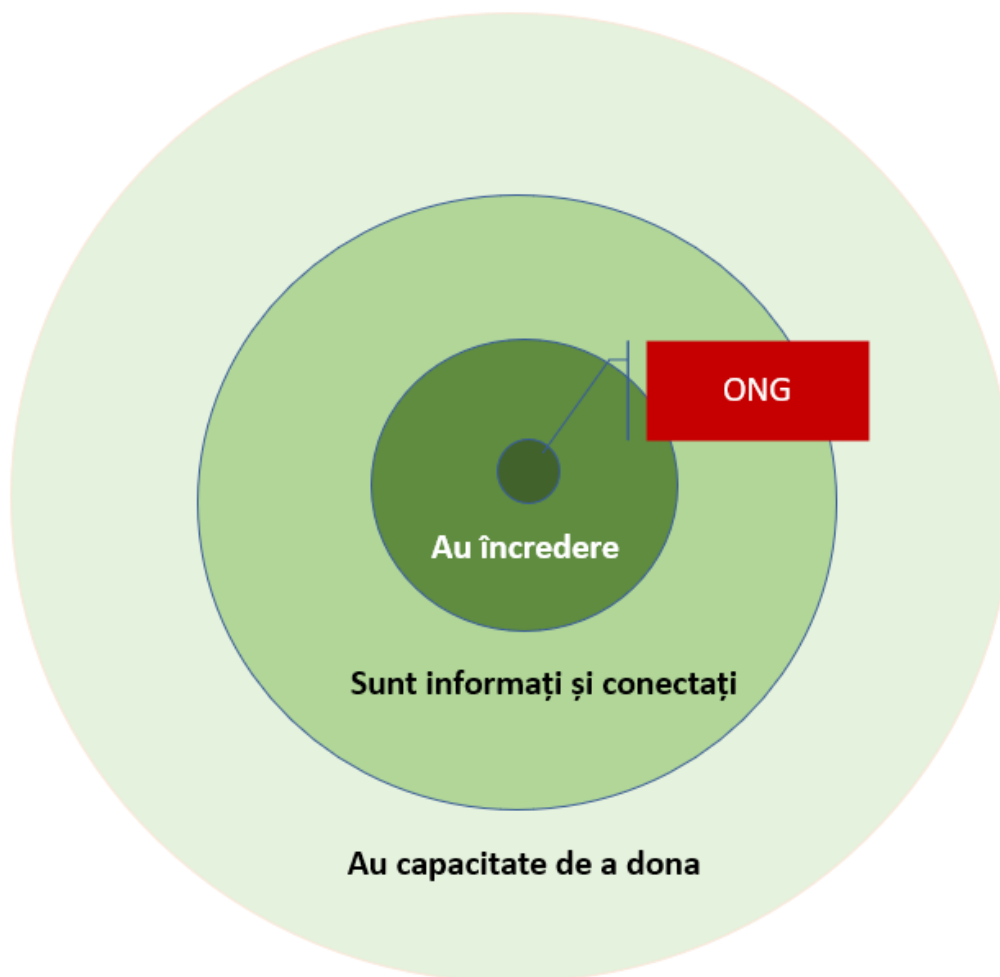 ONG
Au încredere
Sunt informați și conectați
Au capacitate de a dona